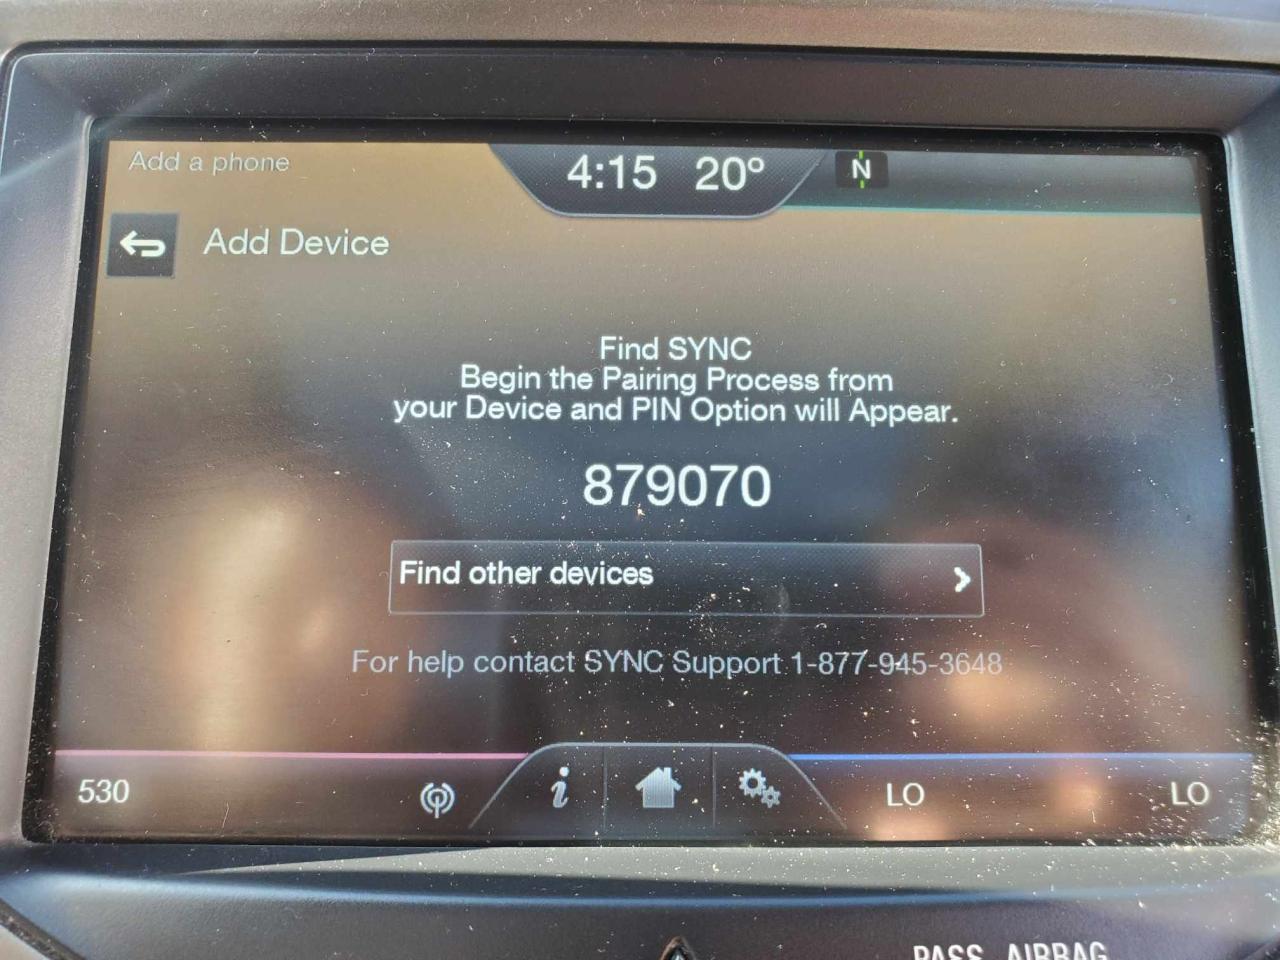 Add a phone
4:15 20° N
Add Device
Find SYNC
Begin the Pairing Process from
your Device and PIN Option will Appear.
879070
Find other devices
For help contact SYNC Support 1-877-945-3648
530 i LO LO
PASS AIRBAG